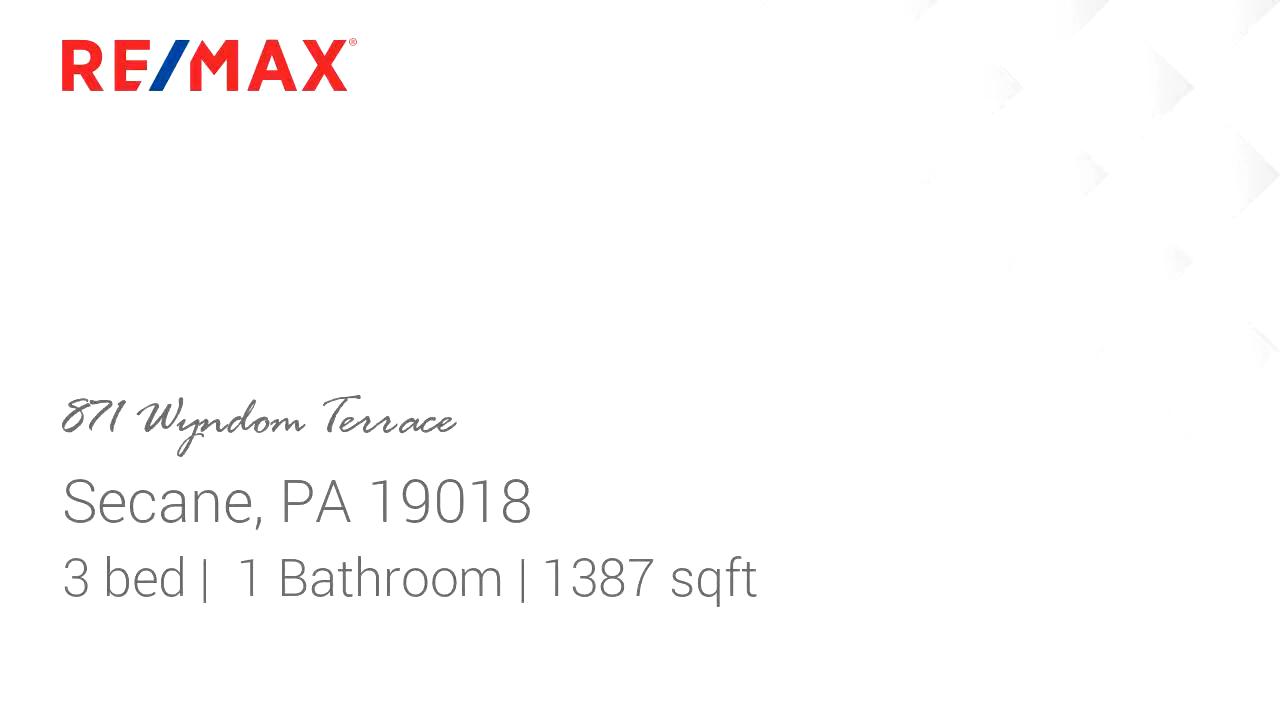 RE/MAX®
871 Wyndom Terrace
Secane, PA 19018
3 bed | 1 Bathroom | 1387 sqft